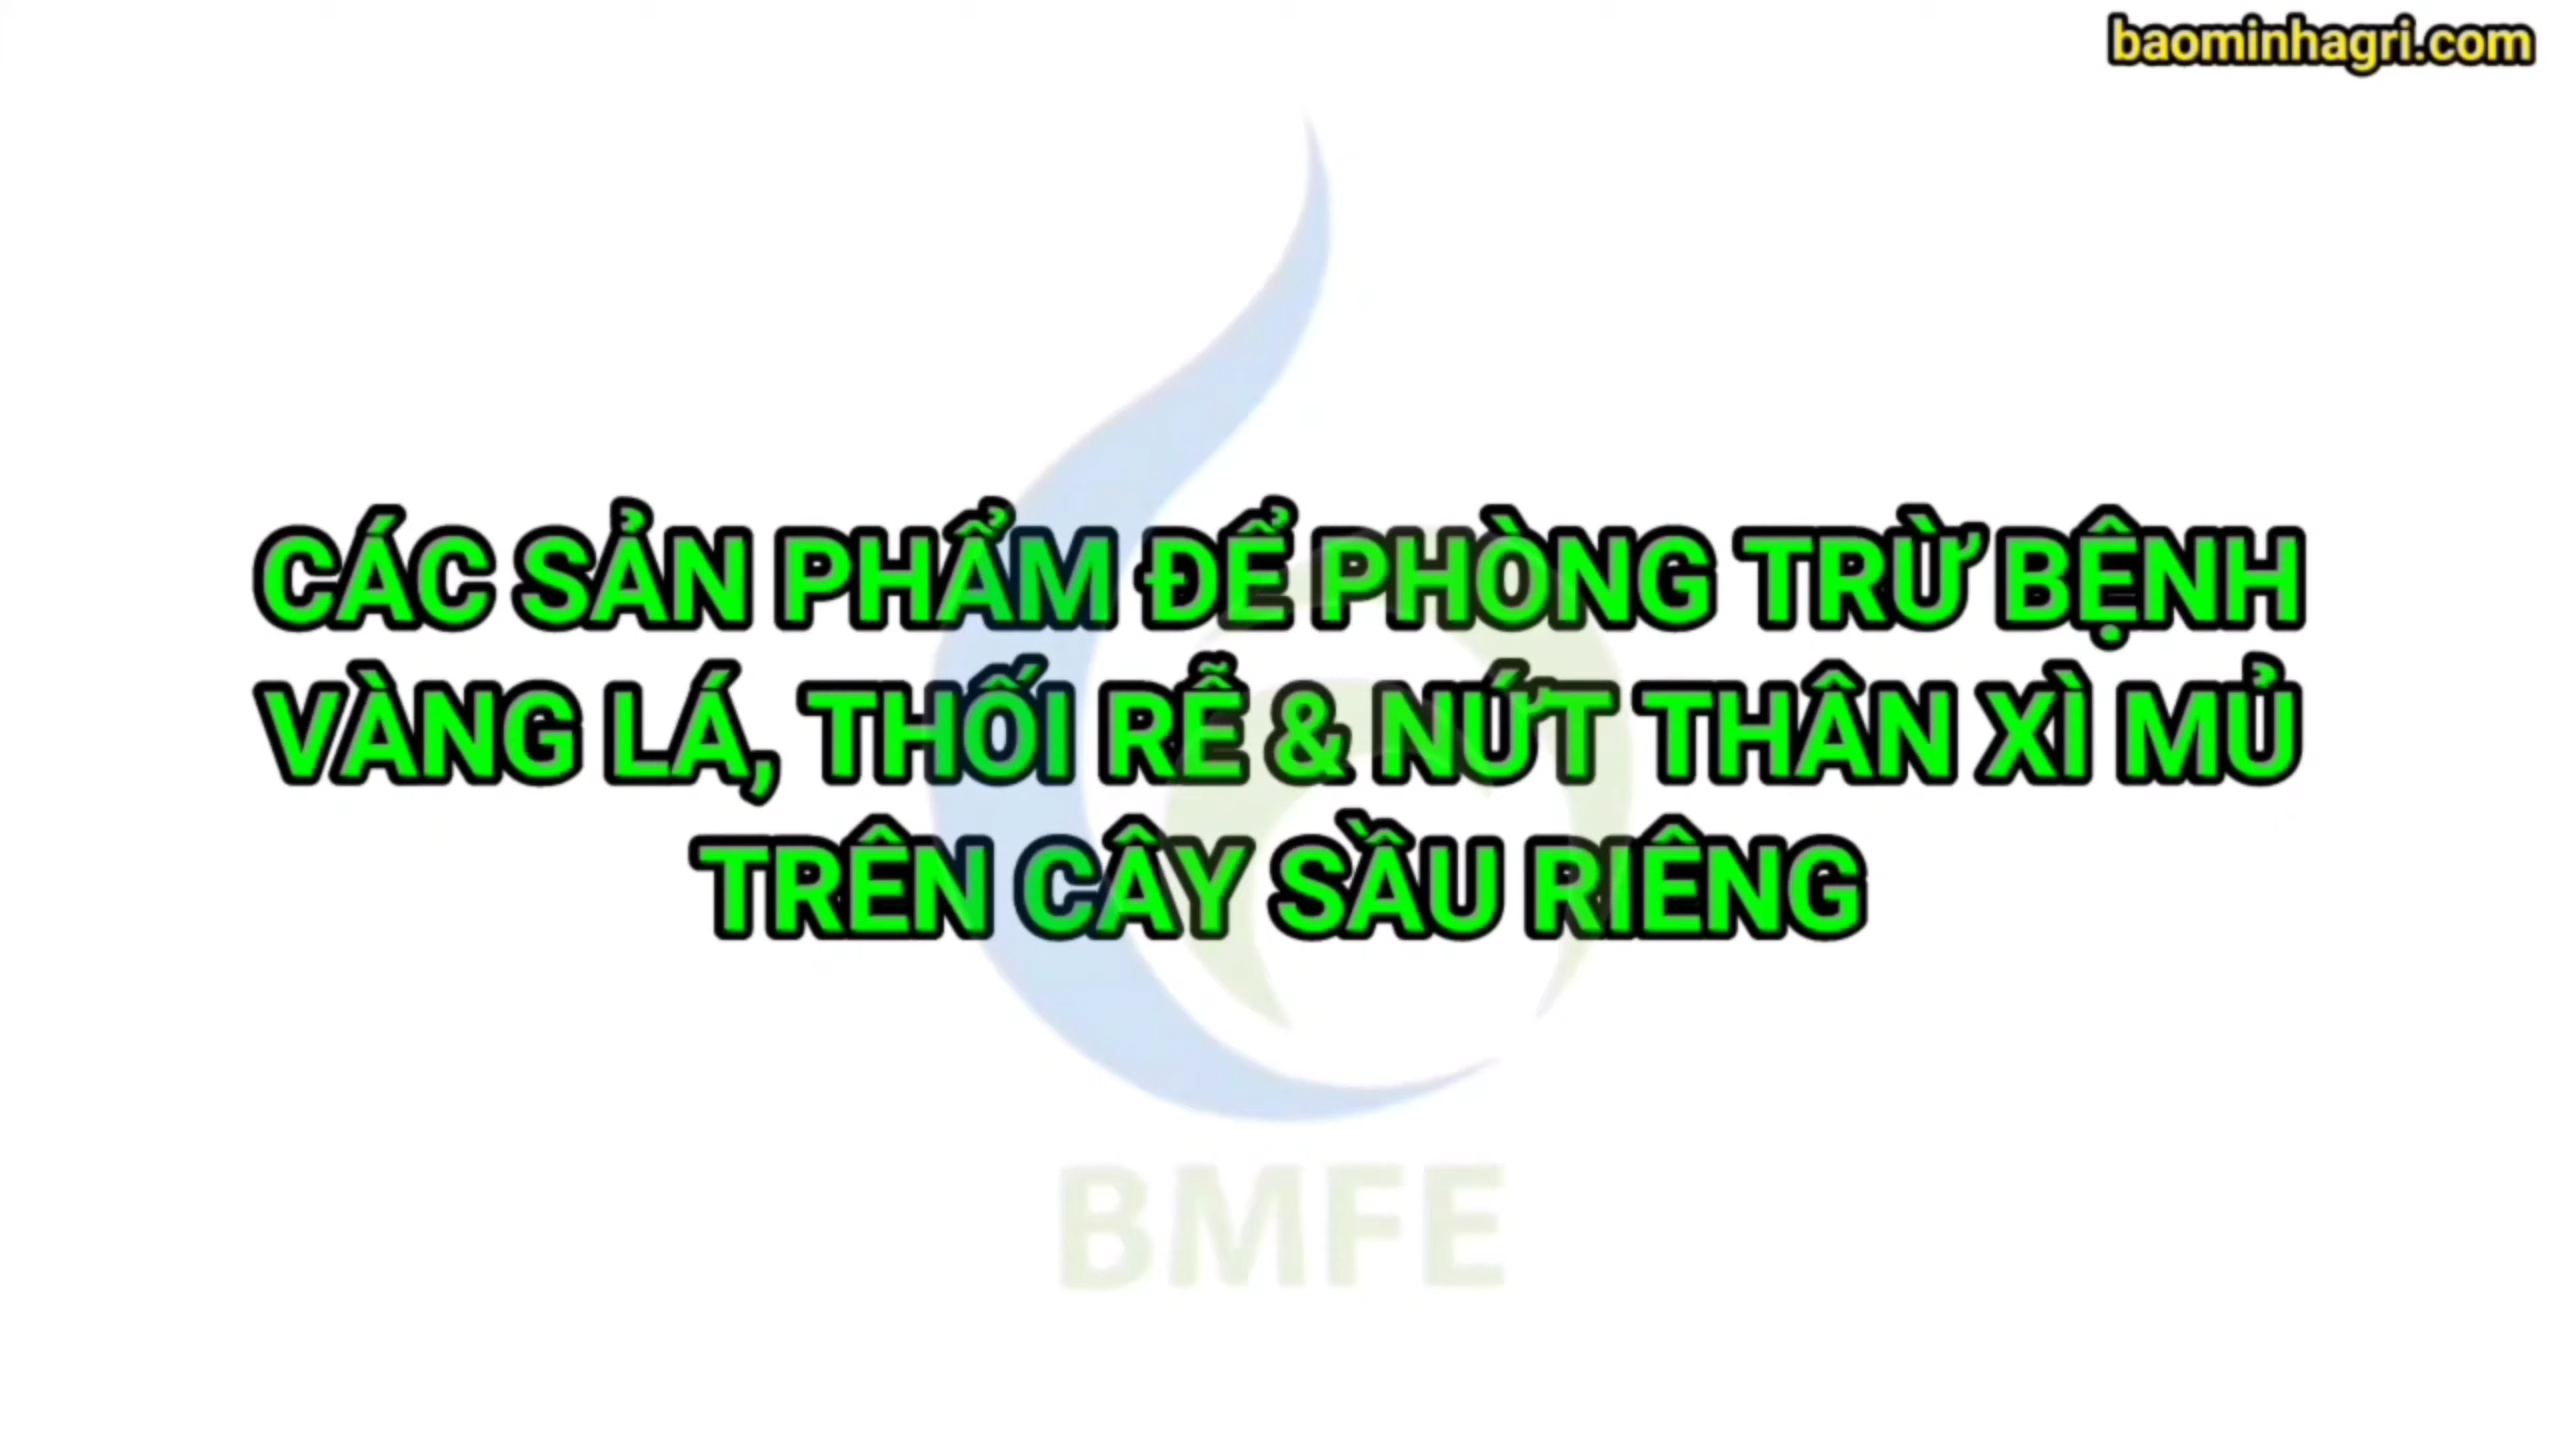 baominhagri.com
CÁC SẢN PHẨM ĐỂ PHÒNG TRỪ BỆNH
VÀNG LÁ, THỐI RỄ & NỨT THÂN XÌ MỦ
TRÊN CÂY SẦU RIÊNG
BMFE